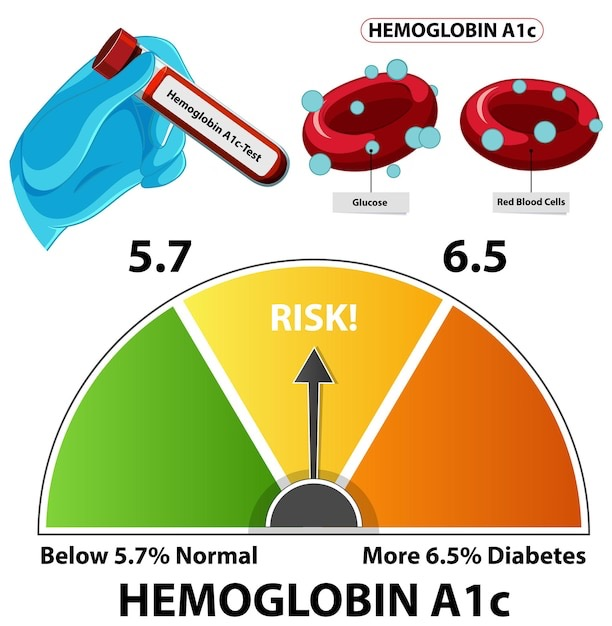 HEMOGLOBIN A1c
Hemoglobin A1c-Test
Glucose
Red Blood Cells
5.7
6.5
RISK!
Below 5.7% Normal
More 6.5% Diabetes
HEMOGLOBIN A1c